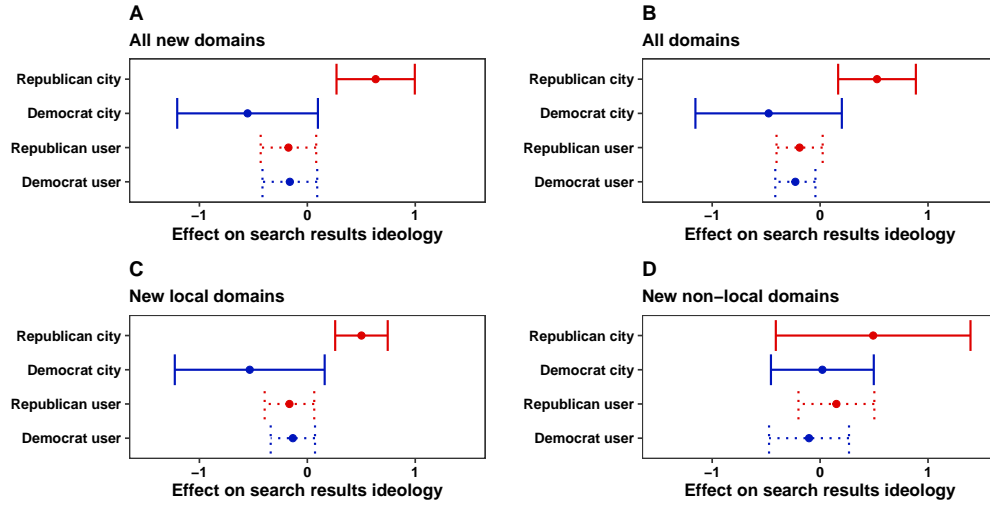 A
All new domains
Republican city
Democrat city
Republican user
Democrat user
−1 0 1
Effect on search results ideology
B
All domains
Republican city
Democrat city
Republican user
Democrat user
−1 0 1
Effect on search results ideology
C
New local domains
Republican city
Democrat city
Republican user
Democrat user
−1 0 1
Effect on search results ideology
D
New non−local domains
Republican city
Democrat city
Republican user
Democrat user
−1 0 1
Effect on search results ideology